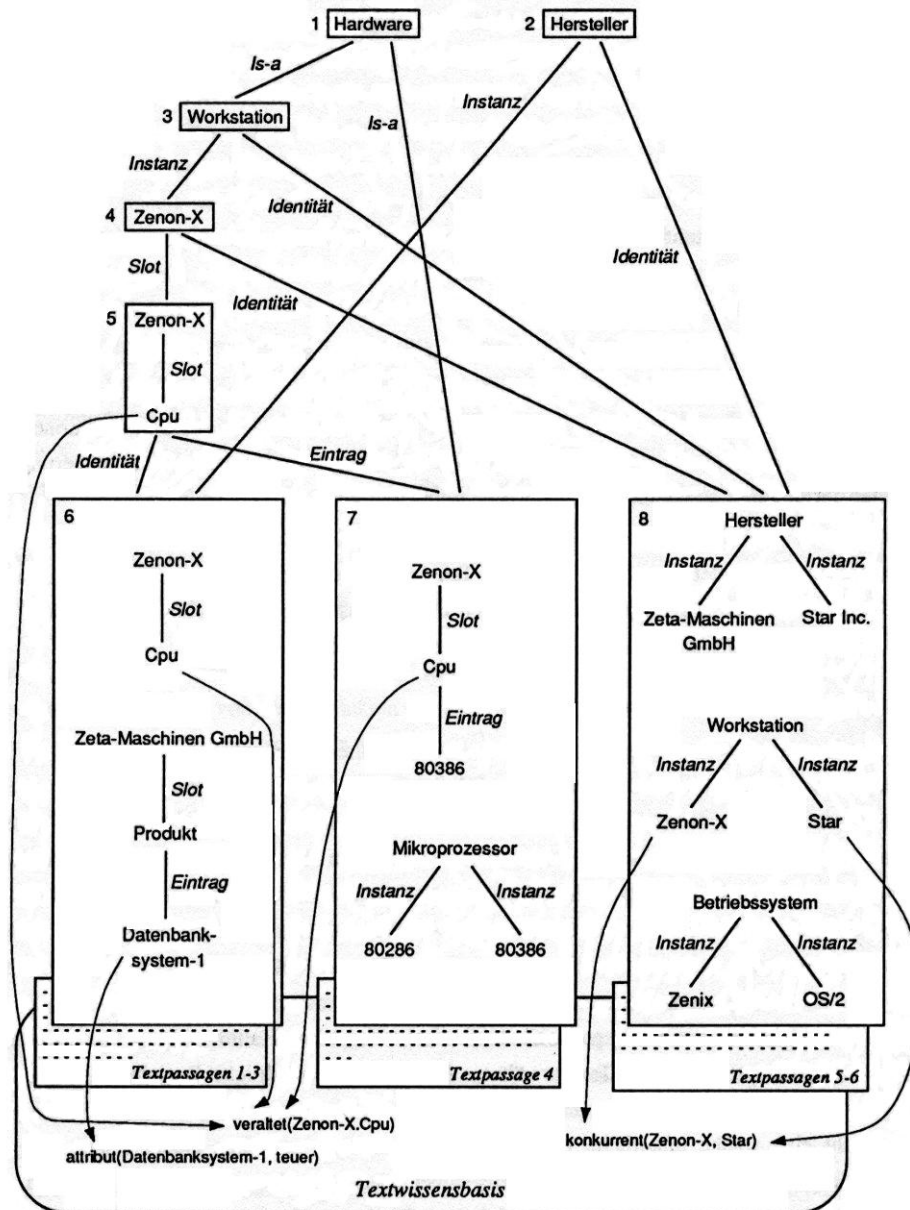 1 Hardware
2 Hersteller
Is-a
Instanz
Is-a
3 Workstation
Instanz
Identität
4 Zenon-X
Identität
Slot
Identität
5 Zenon-X
Slot
Cpu
Identität
Eintrag
6
Zenon-X
Slot
Cpu
Zeta-Maschinen GmbH
Slot
Produkt
Eintrag
Datenbank-
system-1
7
Zenon-X
Slot
Cpu
Eintrag
80386
Mikroprozessor
Instanz Instanz
80286 80386
8
Hersteller
Instanz Instanz
Zeta-Maschinen Star Inc.
GmbH
Workstation
Instanz Instanz
Zenon-X Star
Betriebssystem
Instanz Instanz
Zenix OS/2
Textpassagen 1-3
Textpassage 4
Textpassagen 5-6
veraltet(Zenon-X.Cpu)
konkurrent(Zenon-X, Star)
attribut(Datenbanksystem-1, teuer)
Textwissensbasis